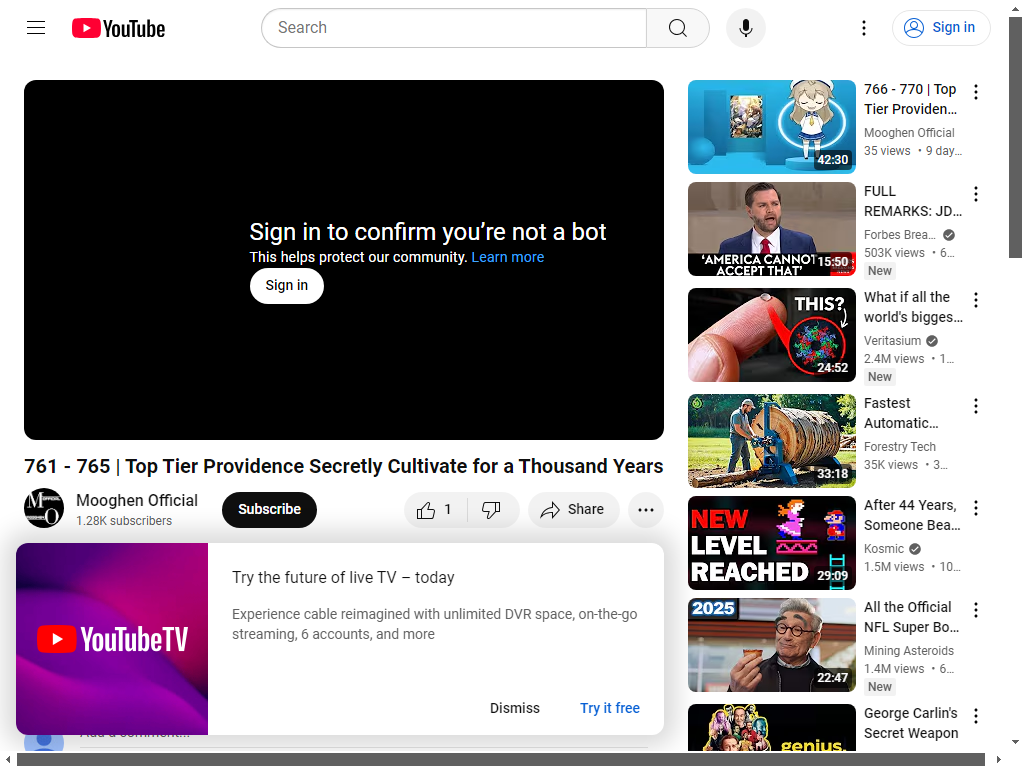 YouTube
Search
Sign in
Sign in to confirm you’re not a bot
This helps protect our community. Learn more
Sign in
761 - 765 | Top Tier Providence Secretly Cultivate for a Thousand Years
Mooghen Official
1.28K subscribers
Subscribe
1
Share
YouTubeTV
Try the future of live TV – today
Experience cable reimagined with unlimited DVR space, on-the-go
streaming, 6 accounts, and more
Dismiss
Try it free
Add a comment...
42:30
766 - 770 | Top
Tier Providen...
Mooghen Official
35 views • 9 day...
‘AMERICA CANNOT
ACCEPT THAT’
15:50
FULL
REMARKS: JD...
Forbes Brea...
503K views • 6...
New
THIS?
24:52
What if all the
world's bigges...
Veritasium
2.4M views • 1...
New
33:18
Fastest
Automatic...
Forestry Tech
35K views • 3...
NEW
LEVEL
REACHED
29:09
After 44 Years,
Someone Bea...
Kosmic
1.5M views • 10...
2025
22:47
All the Official
NFL Super Bo...
Mining Asteroids
1.4M views • 6...
New
genius.
George Carlin's
Secret Weapon